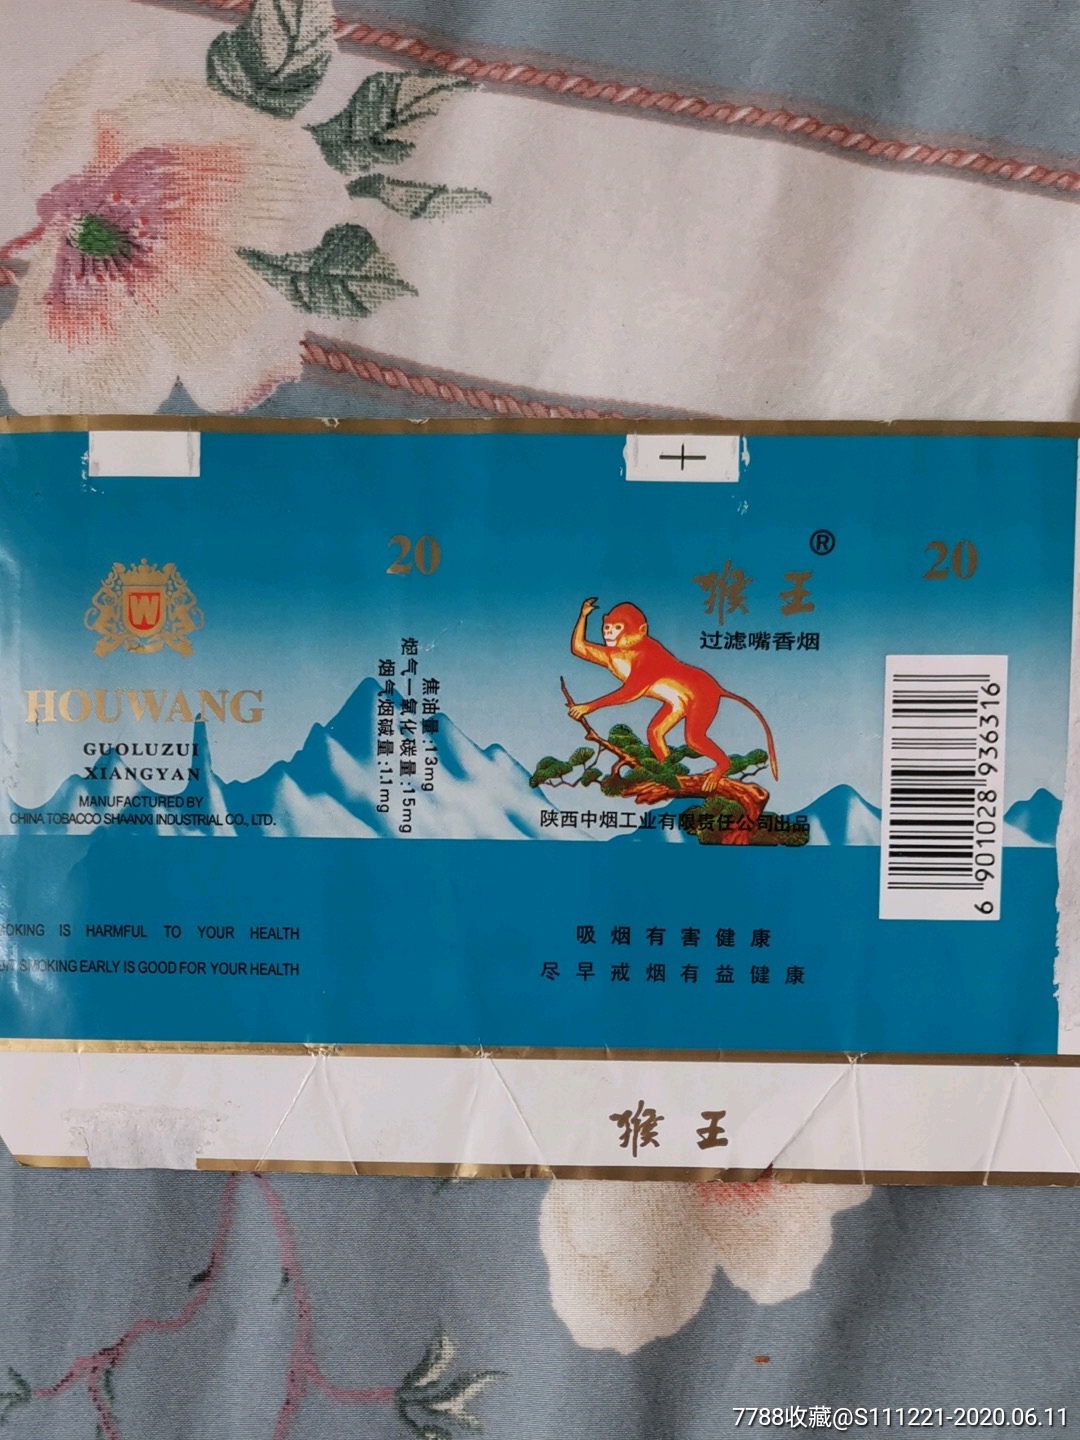 20
20
®
猴王
过滤嘴香烟
W
HOUWANG
GUOLUZUI
XIANGYAN
MANUFACTURED BY
CHINA TOBACCO SHAANXI INDUSTRIAL CO., LTD.
焦油量:13mg
烟气一氧化碳量:15mg
烟气烟碱量:1.1mg
陕西中烟工业有限责任公司出品
6 901028 936316
OKING IS HARMFUL TO YOUR HEALTH
SMOKING EARLY IS GOOD FOR YOUR HEALTH
吸烟有害健康
尽早戒烟有益健康
猴王
7788收藏@S111221-2020.06.11